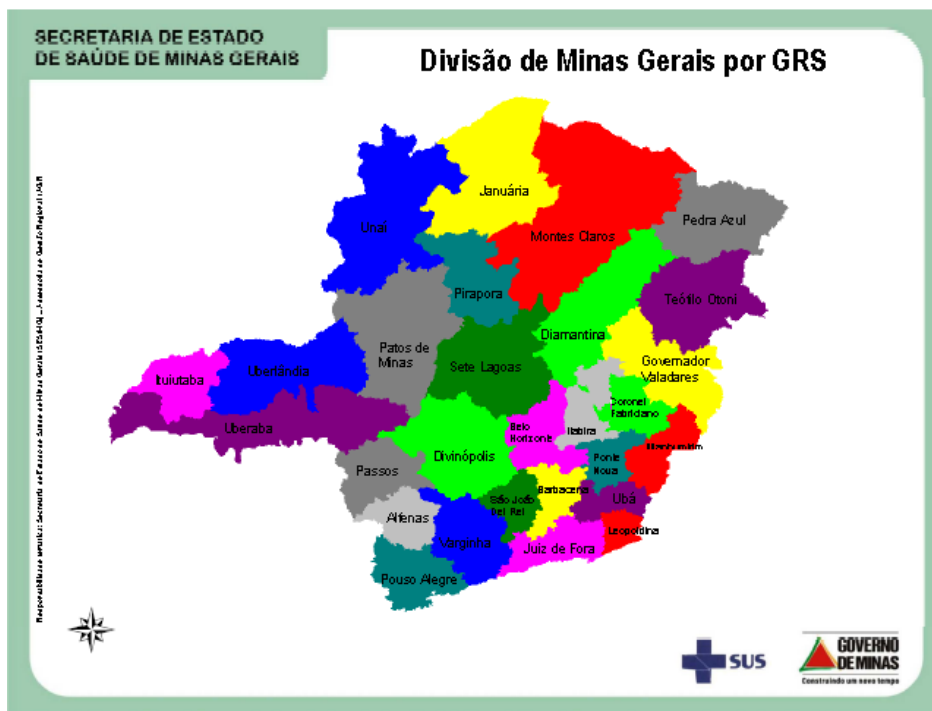 SECRETARIA DE ESTADO
DE SAÚDE DE MINAS GERAIS
Divisão de Minas Gerais por GRS
Januária
Unaí
Montes Claros
Pedra Azul
Pirapora
Teófilo Otoni
Diamantina
Patos de
Minas
Sete Lagoas
Governador
Valadares
Ituiutaba
Uberlândia
Coronel
Fabriciano
Itabira
Belo
Horizonte
Uberaba
Divinópolis
Ponte
Nova
Passos
Barbacena
Ubá
São João
Del Rei
Alfenas
Varginha
Juiz de Fora
Leopoldina
Pouso Alegre
SUS
GOVERNO
DE MINAS
Construindo um novo tempo